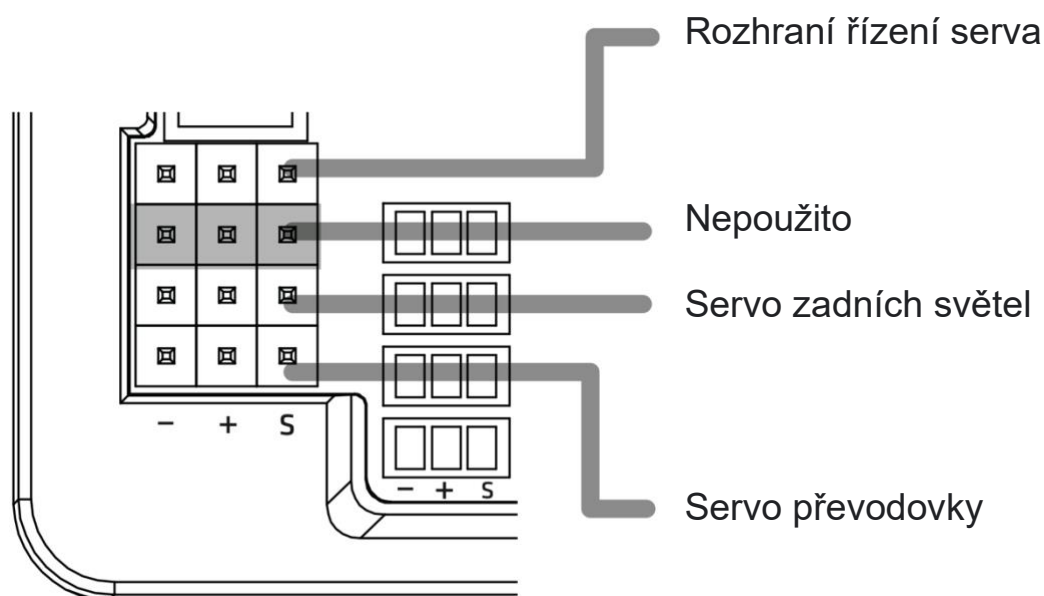 Rozhraní řízení serva
Nepoužito
Servo zadních světel
- + S
- + S
Servo převodovky